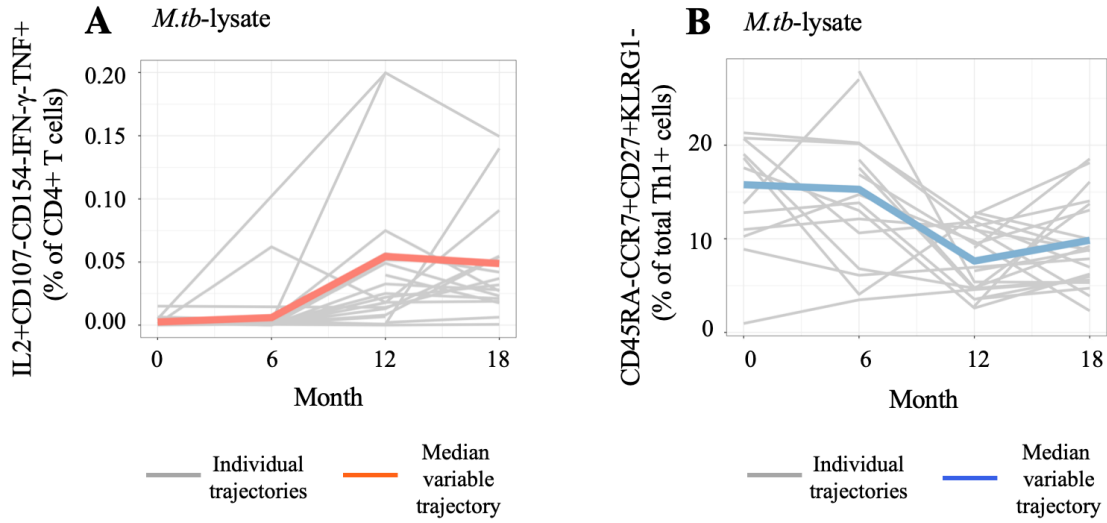 A
M.tb-lysate
IL2+CD107-CD154-IFN-γ-TNF+
(% of CD4+ T cells)
0.20
0.15
0.10
0.05
0.00
0
6
12
18
Month
Individual
trajectories
Median
variable
trajectory
B
M.tb-lysate
CD45RA-CCR7+CD27+KLRG1-
(% of total Th1+ cells)
20
10
0
0
6
12
18
Month
Individual
trajectories
Median
variable
trajectory